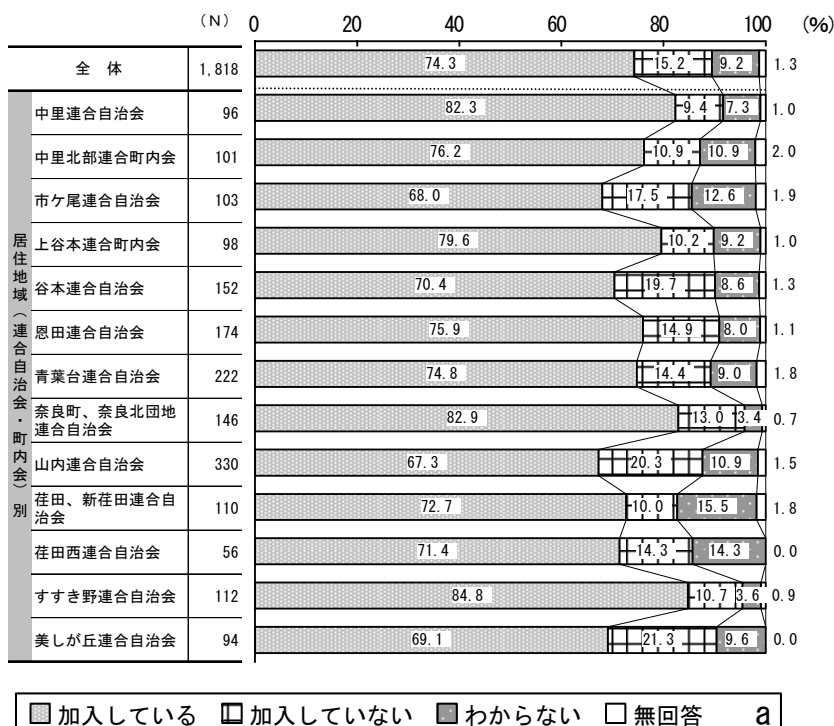 （Ｎ） 0 20 40 60 80 100 (%)
全　体 1,818 74.3 15.2 9.2 1.3
居住地域（連合自治会・町内会）別
中里連合自治会 96 82.3 9.4 7.3 1.0
中里北部連合町内会 101 76.2 10.9 10.9 2.0
市ケ尾連合自治会 103 68.0 17.5 12.6 1.9
上谷本連合町内会 98 79.6 10.2 9.2 1.0
谷本連合自治会 152 70.4 19.7 8.6 1.3
恩田連合自治会 174 75.9 14.9 8.0 1.1
青葉台連合自治会 222 74.8 14.4 9.0 1.8
奈良町、奈良北団地
連合自治会 146 82.9 13.0 3.4 0.7
山内連合自治会 330 67.3 20.3 10.9 1.5
荏田、新荏田連合自
治会 110 72.7 10.0 15.5 1.8
荏田西連合自治会 56 71.4 14.3 14.3 0.0
すすき野連合自治会 112 84.8 10.7 3.6 0.9
美しが丘連合自治会 94 69.1 21.3 9.6 0.0
加入している 加入していない わからない 無回答 a